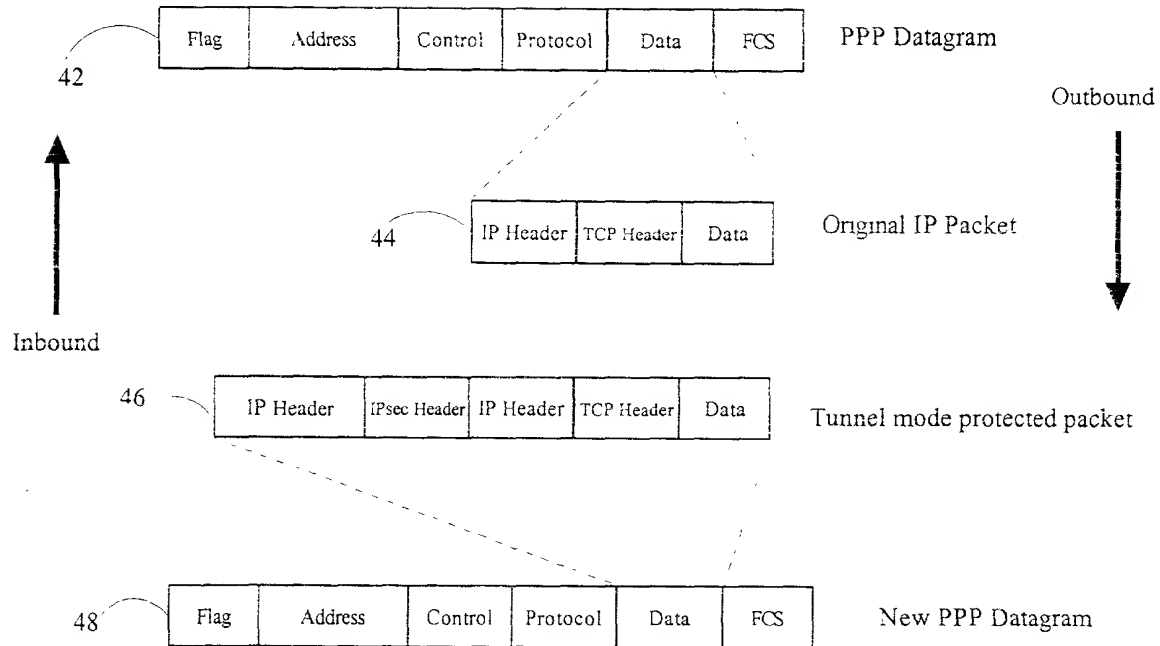 Flag Address Control Protocol Data FCS PPP Datagram
42
Outbound
44 IP Header TCP Header Data Original IP Packet
Inbound
46 IP Header IPsec Header IP Header TCP Header Data Tunnel mode protected packet
48 Flag Address Control Protocol Data FCS New PPP Datagram